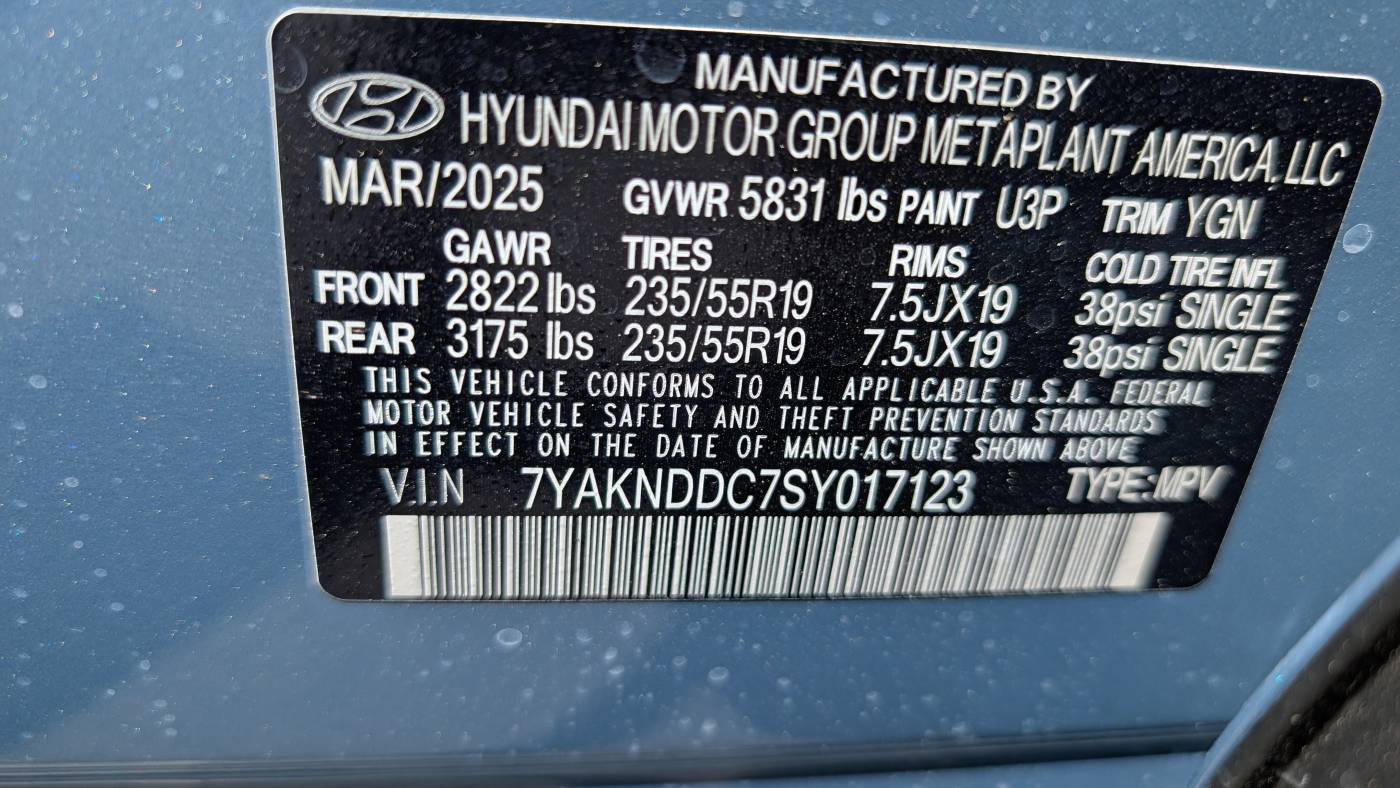 MANUFACTURED BY
HYUNDAI MOTOR GROUP METAPLANT AMERICA, LLC
MAR/2025 GVWR 5831 lbs PAINT U3P TRIM YGN
GAWR TIRES RIMS COLD TIRE INFL
FRONT 2822 lbs 235/55R19 7.5JX19 38psi SINGLE
REAR 3175 lbs 235/55R19 7.5JX19 38psi SINGLE
THIS VEHICLE CONFORMS TO ALL APPLICABLE U.S.A. FEDERAL
MOTOR VEHICLE SAFETY AND THEFT PREVENTION STANDARDS
IN EFFECT ON THE DATE OF MANUFACTURE SHOWN ABOVE
V.I.N 7YAKNDDC7SY017123 TYPE:MPV